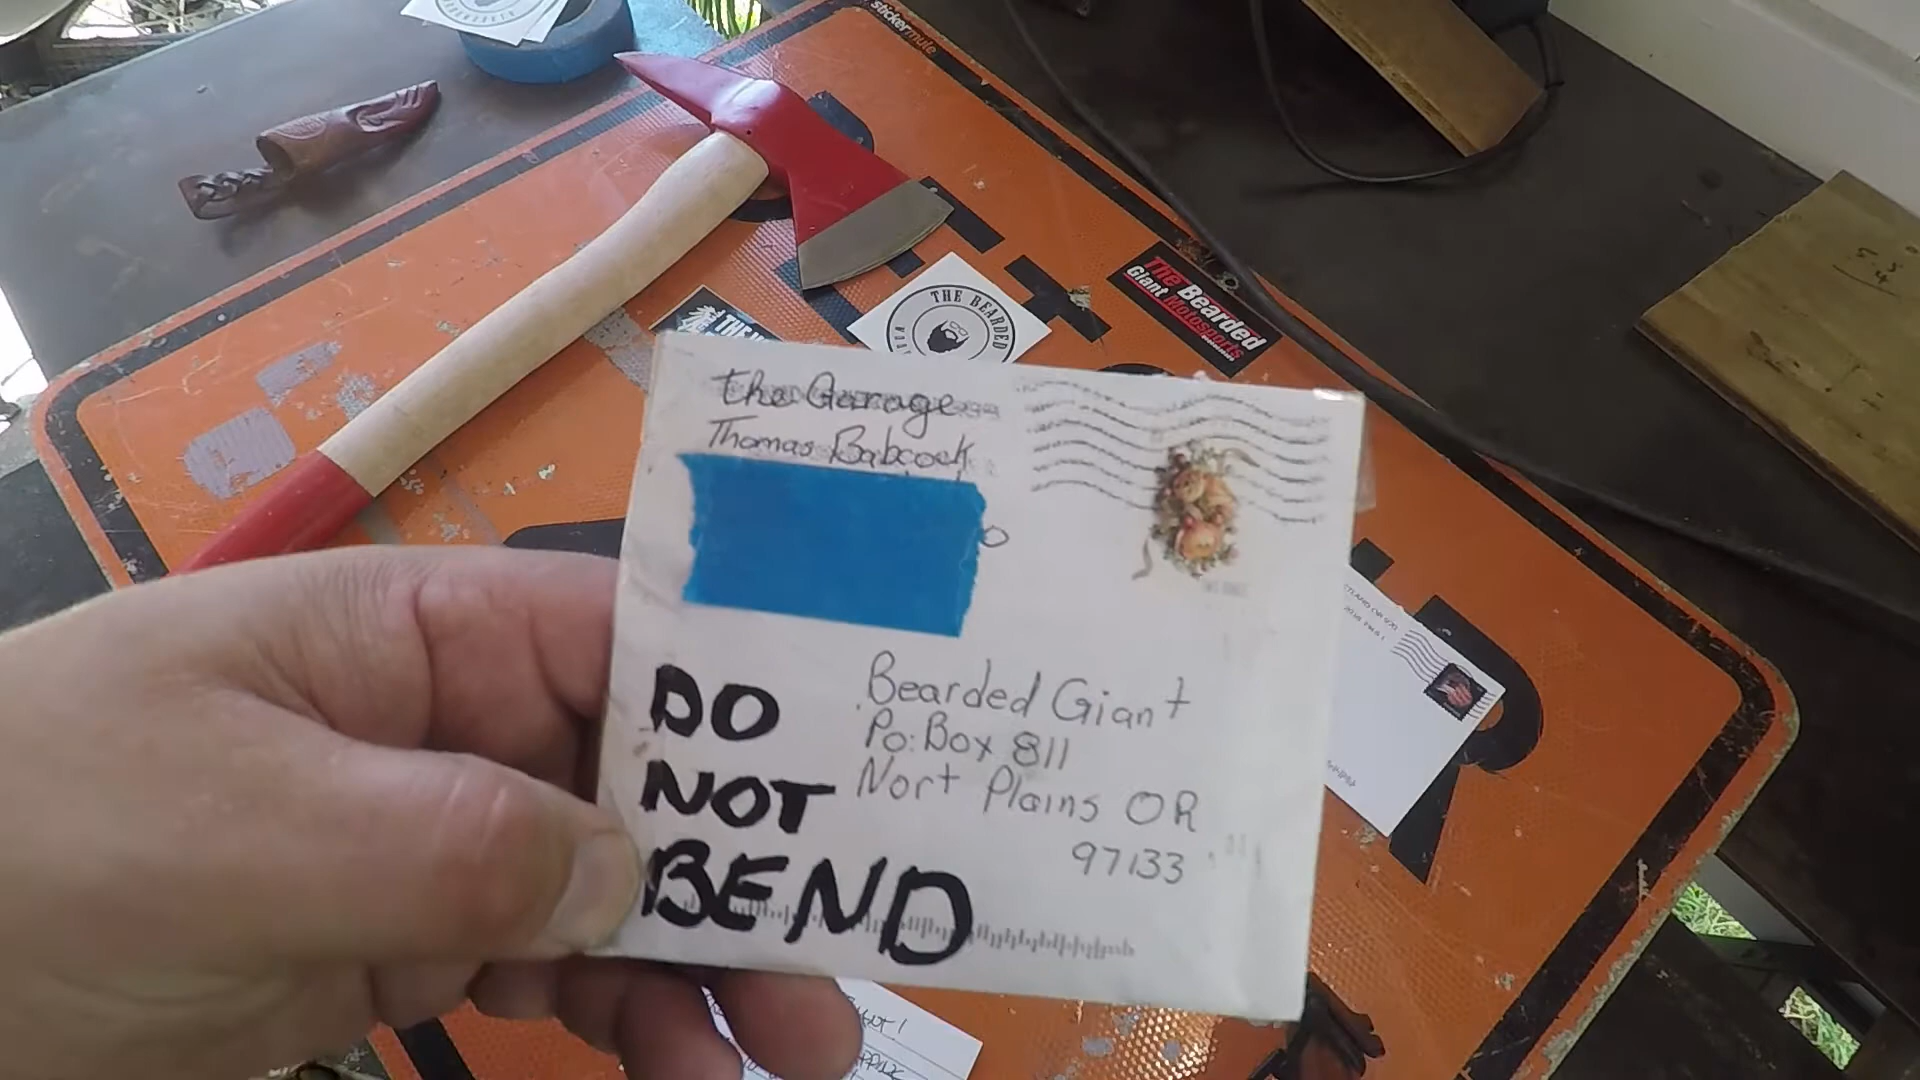 stickermule
THE BEARDED
The Bearded
Giant Motosports
the Garage
Thomas Babcock
DO
NOT
BEND
Bearded Giant
Po: Box 811
Nort Plains OR
97133